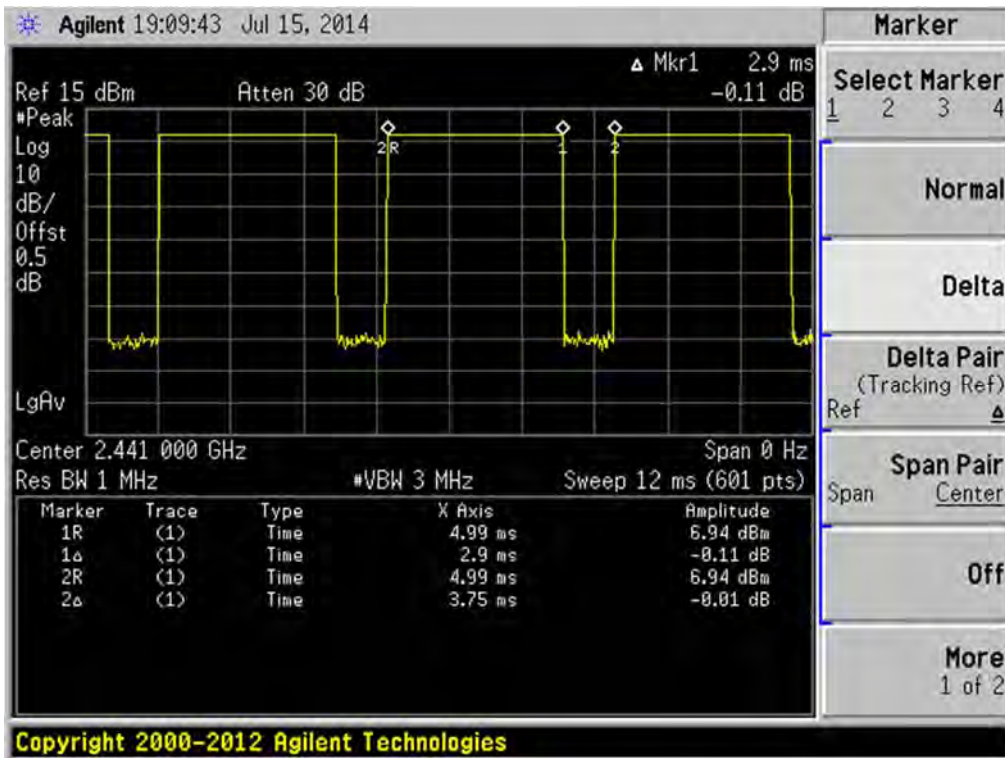 Agilent 19:09:43 Jul 15, 2014
Δ Mkr1 2.9 ms
Ref 15 dBm Atten 30 dB -0.11 dB
#Peak
Log
10
dB/
Offst
0.5
dB
LgAv
2R
1
2
Center 2.441 000 GHz Span 0 Hz
Res BW 1 MHz #VBW 3 MHz Sweep 12 ms (601 pts)
Marker Trace Type X Axis Amplitude
1R (1) Time 4.99 ms 6.94 dBm
1Δ (1) Time 2.9 ms -0.11 dB
2R (1) Time 4.99 ms 6.94 dBm
2Δ (1) Time 3.75 ms -0.01 dB
Copyright 2000-2012 Agilent Technologies
Marker
Select Marker
1 2 3 4
Normal
Delta
Delta Pair
(Tracking Ref)
Ref Δ
Span Pair
Span Center
Off
More
1 of 2